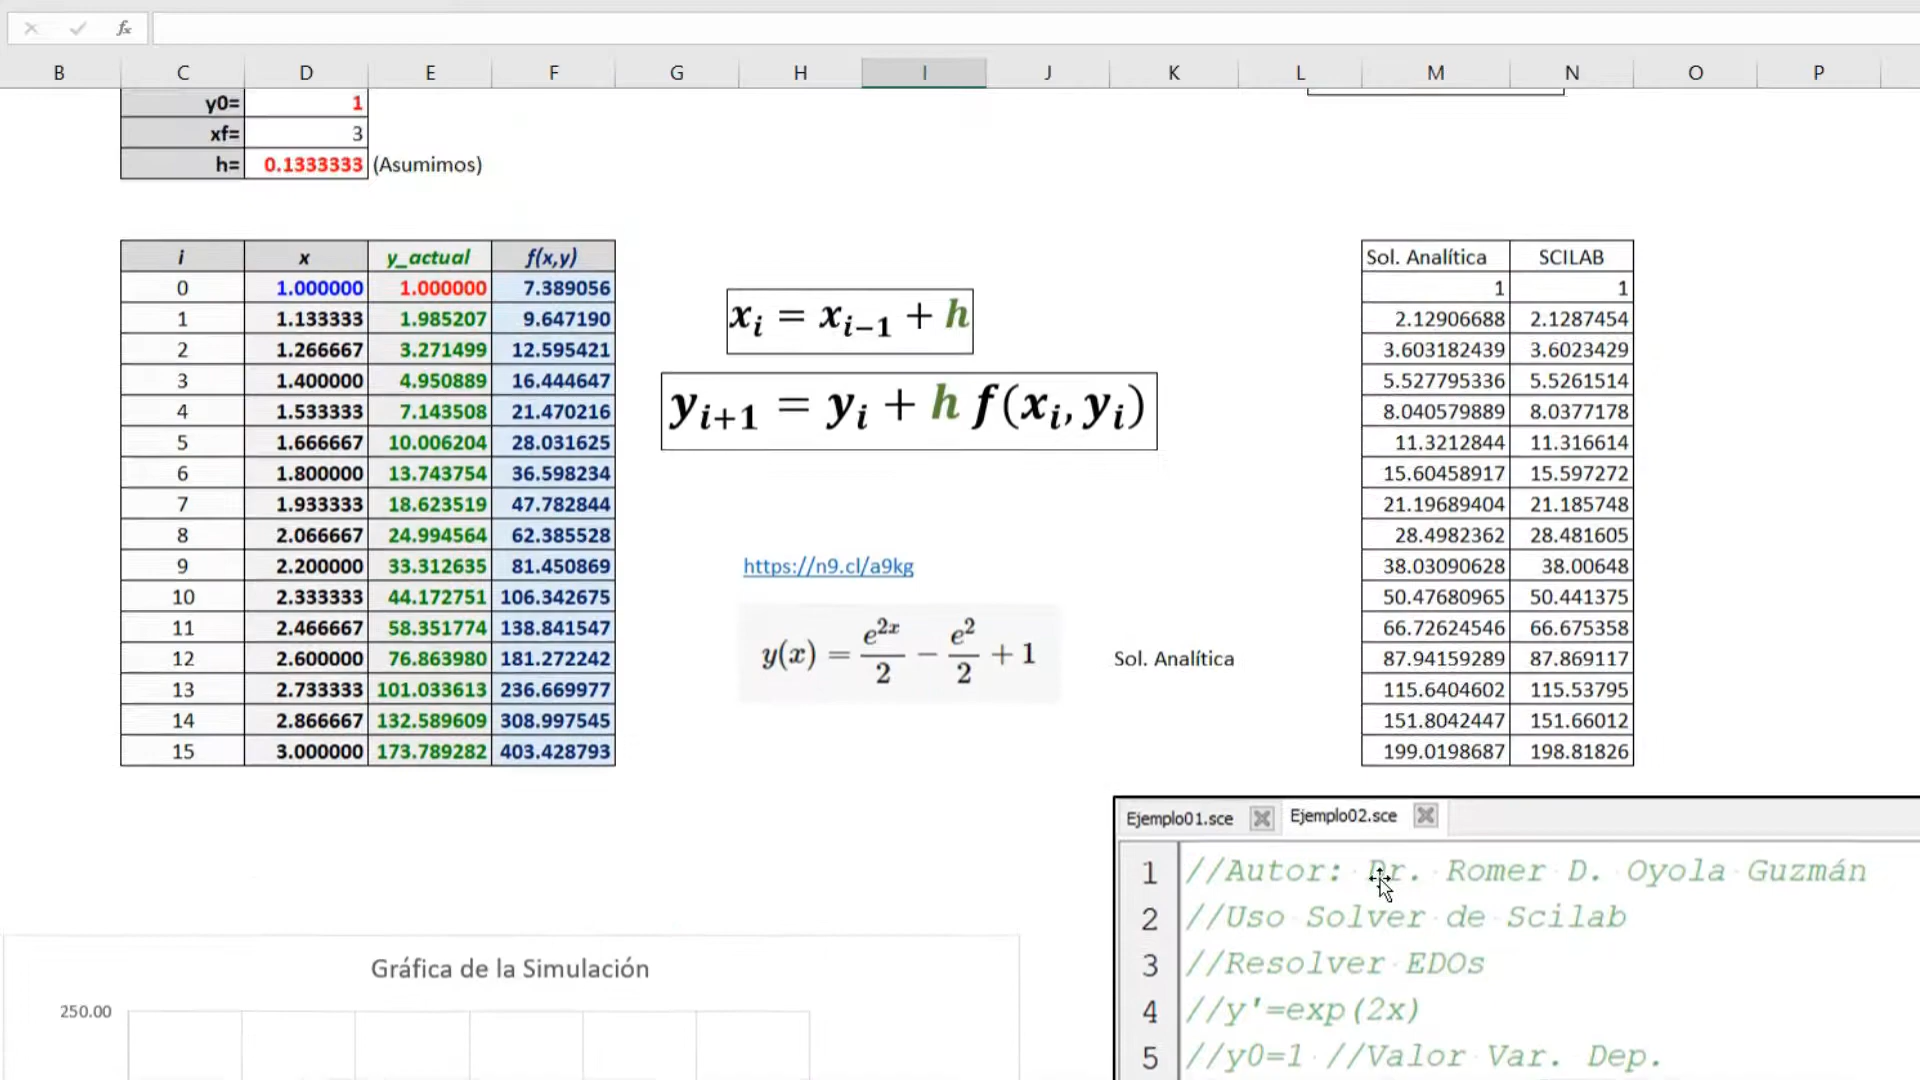 fx
B C D E F G H I J K L M N O P
y0= 1
xf= 3
h= 0.1333333 (Asumimos)
i x y_actual f(x,y)
0 1.000000 1.000000 7.389056
1 1.133333 1.985207 9.647190
2 1.266667 3.271499 12.595421
3 1.400000 4.950889 16.444647
4 1.533333 7.143508 21.470216
5 1.666667 10.006204 28.031625
6 1.800000 13.743754 36.598234
7 1.933333 18.623519 47.782844
8 2.066667 24.994564 62.385528
9 2.200000 33.312635 81.450869
10 2.333333 44.172751 106.342675
11 2.466667 58.351774 138.841547
12 2.600000 76.863980 181.272242
13 2.733333 101.033613 236.669977
14 2.866667 132.589609 308.997545
15 3.000000 173.789282 403.428793
x_i = x_{i-1} + h
y_{i+1} = y_i + h f(x_i, y_i)
https://n9.cl/a9kg
y(x) = e^{2x}/2 − e^2/2 + 1
Sol. Analítica
Sol. Analítica SCILAB
1 1
2.12906688 2.1287454
3.603182439 3.6023429
5.527795336 5.5261514
8.040579889 8.0377178
11.3212844 11.316614
15.60458917 15.597272
21.19689404 21.185748
28.4982362 28.481605
38.03090628 38.00648
50.47680965 50.441375
66.72624546 66.675358
87.94159289 87.869117
115.6404602 115.53795
151.8042447 151.66012
199.0198687 198.81826
Gráfica de la Simulación
250.00
Ejemplo01.sce Ejemplo02.sce
1 //Autor: Dr. Romer D. Oyola Guzmán
2 //Uso Solver de Scilab
3 //Resolver EDOs
4 //y'=exp(2x)
5 //y0=1 //Valor Var. Dep.